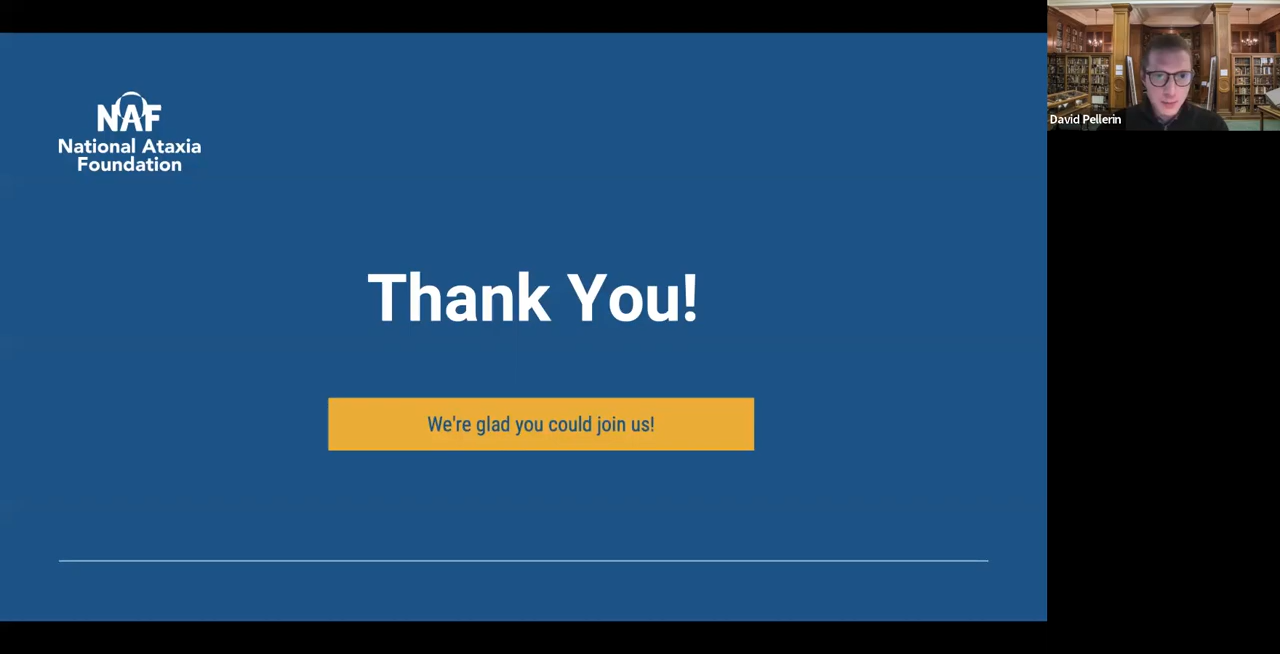 NAF
National Ataxia
Foundation
Thank You!
We're glad you could join us!
David Pellerin